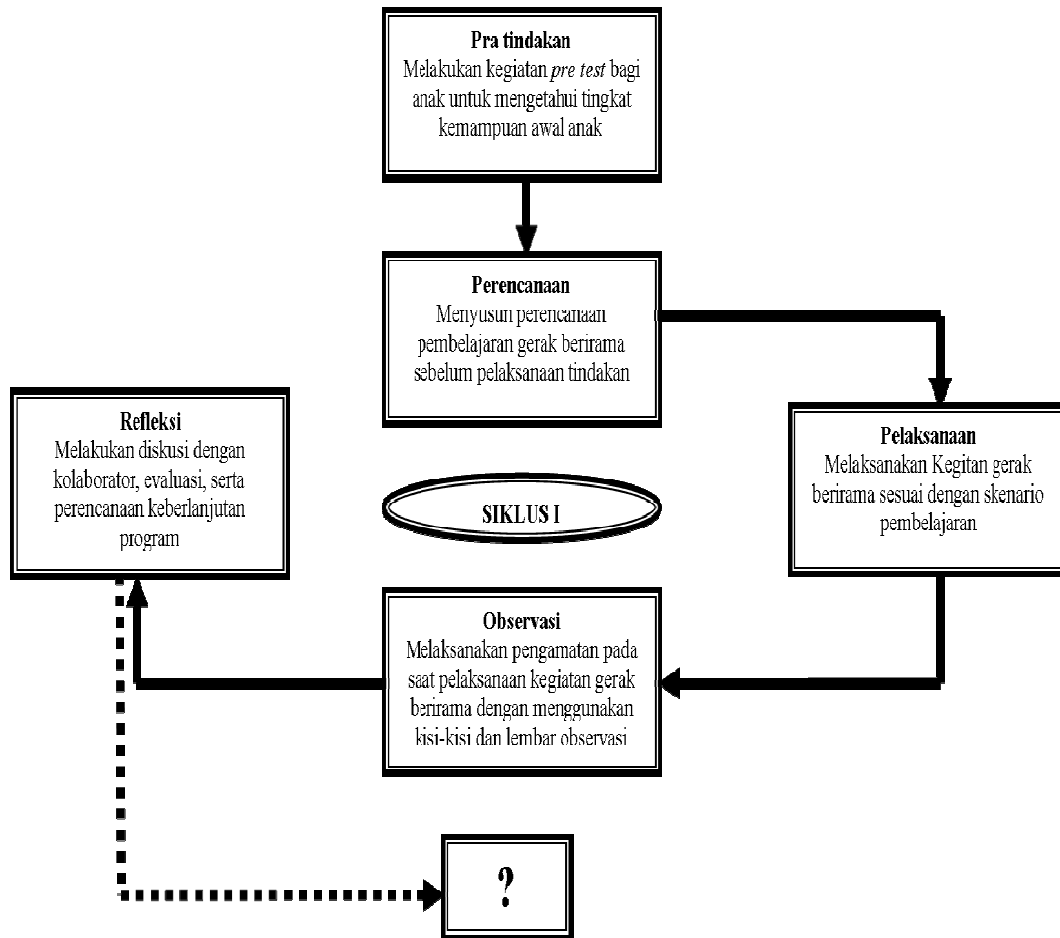 Pra tindakan
Melakukan kegiatan pre test bagi
anak untuk mengetahui tingkat
kemampuan awal anak
Perencanaan
Menyusun perencanaan
pembelajaran gerak berirama
sebelum pelaksanaan tindakan
Pelaksanaan
Melaksanakan Kegitan gerak
berirama sesuai dengan skenario
pembelajaran
Refleksi
Melakukan diskusi dengan
kolaborator, evaluasi, serta
perencanaan keberlanjutan
program
SIKLUS I
Observasi
Melaksanakan pengamatan pada
saat pelaksanaan kegiatan gerak
berirama dengan menggunakan
kisi-kisi dan lembar observasi
?